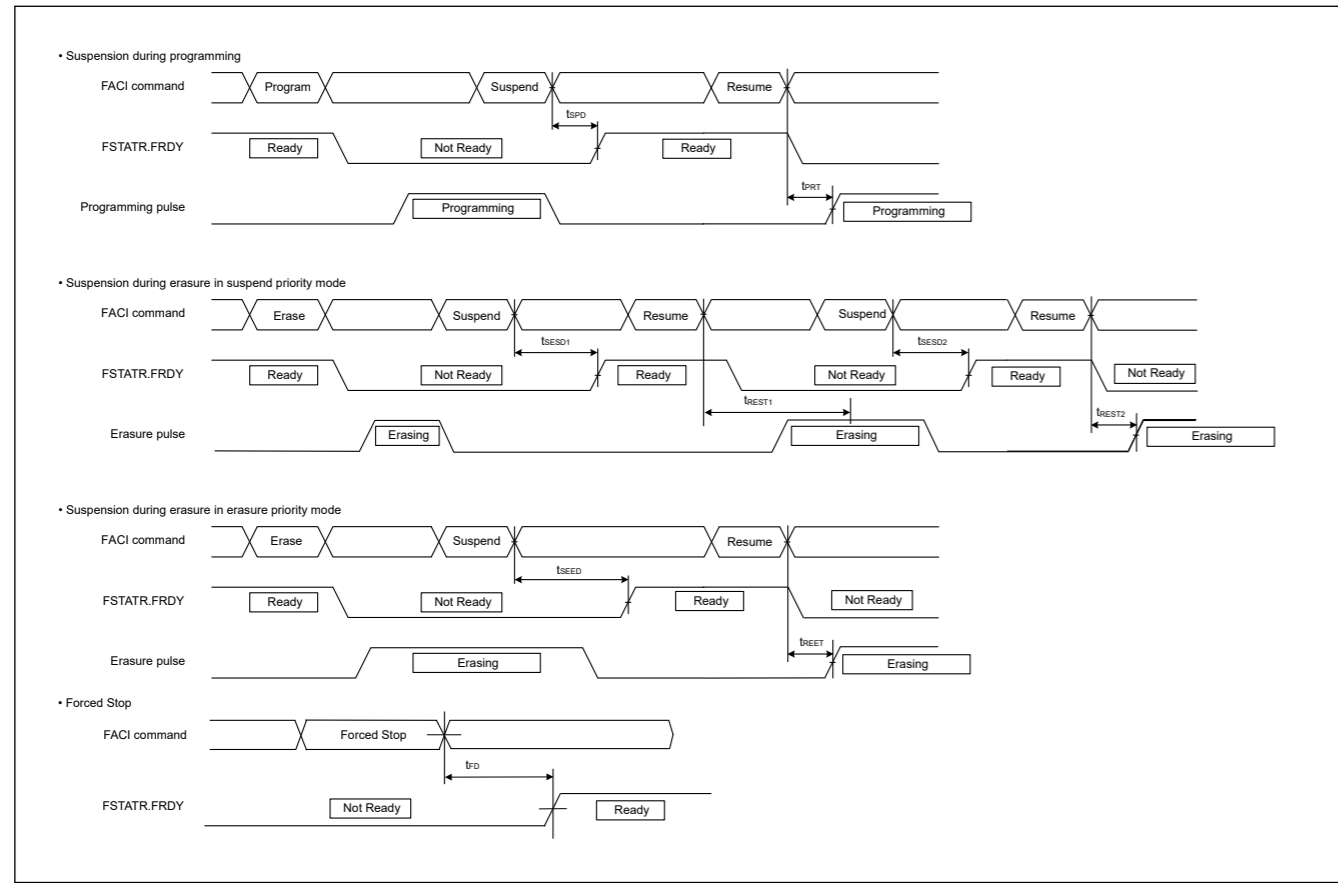 • Suspension during programming
FACI command Program Suspend Resume
tSPD
FSTATR.FRDY Ready Not Ready Ready
tPRT
Programming pulse Programming Programming
• Suspension during erasure in suspend priority mode
FACI command Erase Suspend Resume Suspend Resume
tSESD1 tSESD2
FSTATR.FRDY Ready Not Ready Ready Not Ready Ready Not Ready
tREST1 tREST2
Erasure pulse Erasing Erasing Erasing
• Suspension during erasure in erasure priority mode
FACI command Erase Suspend Resume
tSEED
FSTATR.FRDY Ready Not Ready Ready Not Ready
tREET
Erasure pulse Erasing Erasing
• Forced Stop
FACI command Forced Stop
tFD
FSTATR.FRDY Not Ready Ready